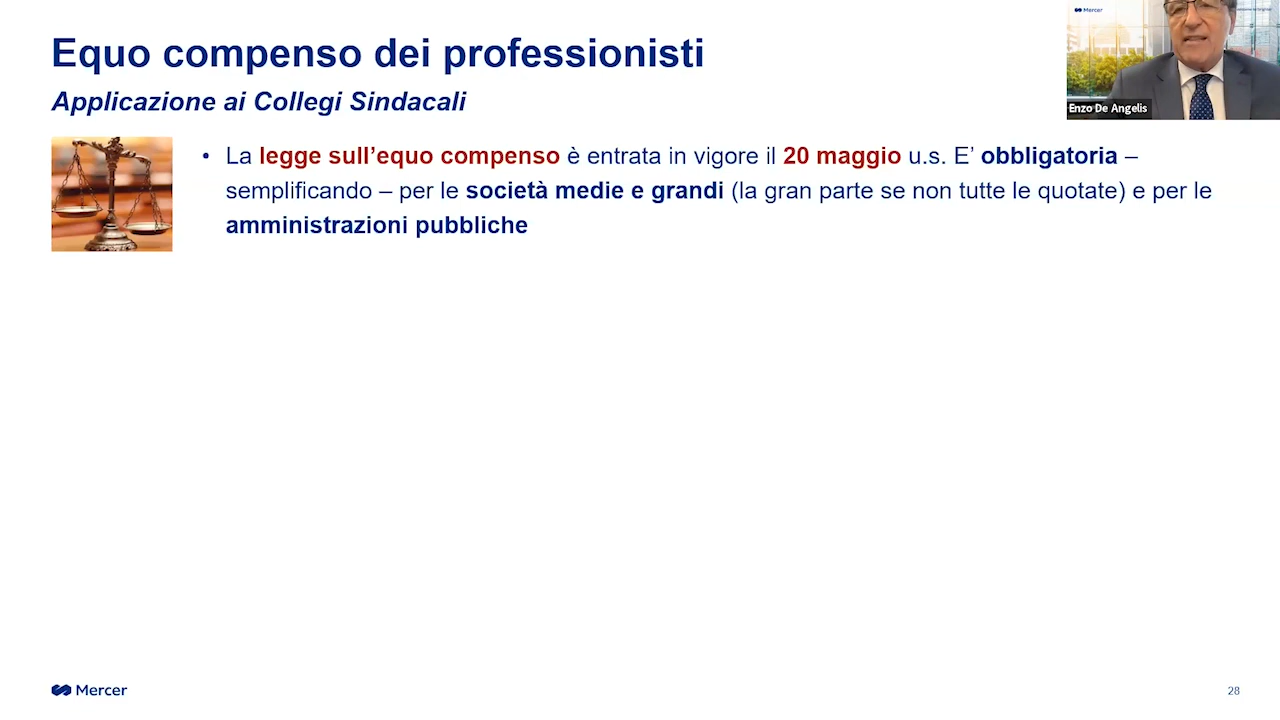 Equo compenso dei professionisti
Applicazione ai Collegi Sindacali
Mercer
Enzo De Angelis
• La legge sull’equo compenso è entrata in vigore il 20 maggio u.s. E’ obbligatoria –
semplificando – per le società medie e grandi (la gran parte se non tutte le quotate) e per le
amministrazioni pubbliche
Mercer
28